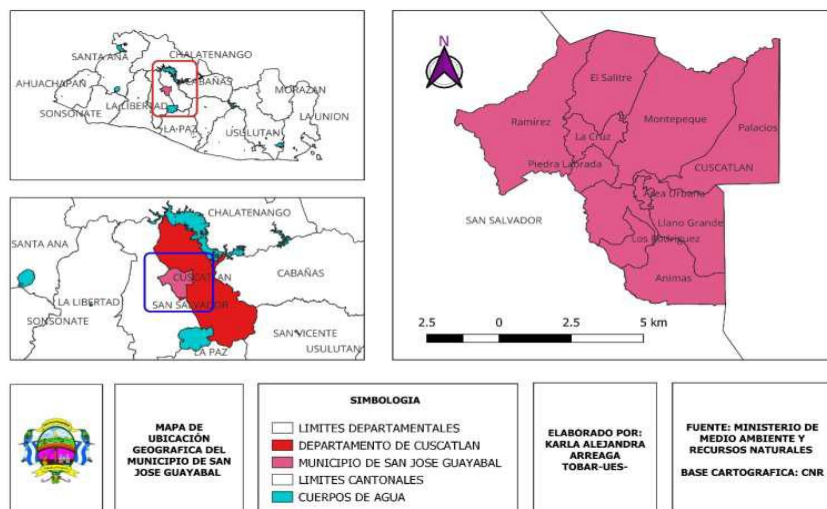 CHALATENANGO
SANTA ANA
CABAÑAS
AHUACHAPAN
MORAZAN
LA LIBERTAD
LA UNION
SONSONATE
LA PAZ
USULUTAN
CHALATENANGO
SANTA ANA
CUSCATLAN
CABAÑAS
LA LIBERTAD
SAN SALVADOR
SONSONATE
SAN VICENTE
LA PAZ
USULUTAN
N
El Salitre
Ramírez
Montepeque
Palacios
La Cruz
Piedra Labrada
CUSCATLAN
Area Urbana
SAN SALVADOR
Llano Grande
Los Rodriguez
Animas
2.5 0 2.5 5 km
MAPA DE
UBICACIÓN
GEOGRAFICA DEL
MUNICIPIO DE SAN
JOSE GUAYABAL
SIMBOLOGIA
LIMITES DEPARTAMENTALES
DEPARTAMENTO DE CUSCATLAN
MUNICIPIO DE SAN JOSE GUAYABAL
LIMITES CANTONALES
CUERPOS DE AGUA
ELABORADO POR:
KARLA ALEJANDRA
ARREAGA
TOBAR-UES-
FUENTE: MINISTERIO DE
MEDIO AMBIENTE Y
RECURSOS NATURALES
BASE CARTOGRAFICA: CNR